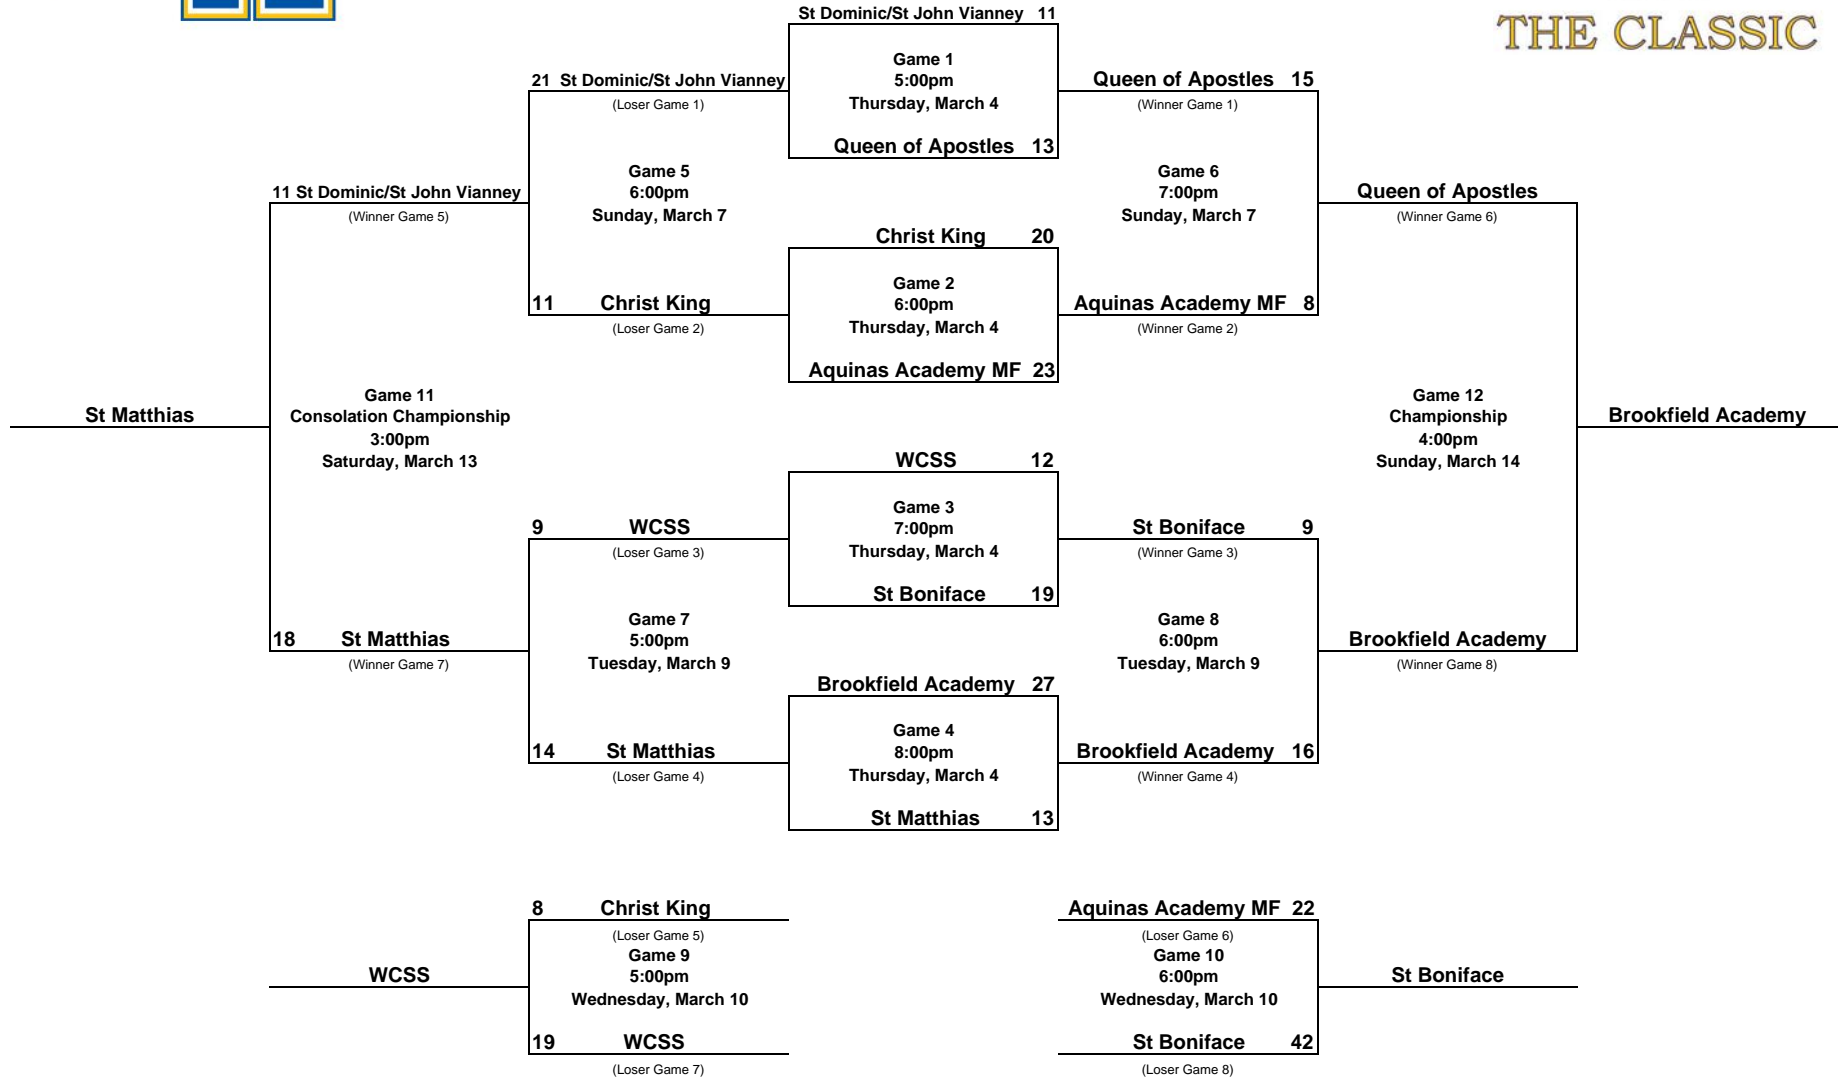 THE CLASSIC
St Dominic/St John Vianney 11
Game 1
5:00pm
Thursday, March 4
Queen of Apostles 13
21 St Dominic/St John Vianney
(Loser Game 1)
Queen of Apostles 15
(Winner Game 1)
Game 5
6:00pm
Sunday, March 7
Game 6
7:00pm
Sunday, March 7
11 St Dominic/St John Vianney
(Winner Game 5)
Queen of Apostles
(Winner Game 6)
Christ King 20
Game 2
6:00pm
Thursday, March 4
Aquinas Academy MF 23
11 Christ King
(Loser Game 2)
Aquinas Academy MF 8
(Winner Game 2)
St Matthias
Game 11
Consolation Championship
3:00pm
Saturday, March 13
Game 12
Championship
4:00pm
Sunday, March 14
Brookfield Academy
WCSS 12
Game 3
7:00pm
Thursday, March 4
St Boniface 19
9 WCSS
(Loser Game 3)
St Boniface 9
(Winner Game 3)
Game 7
5:00pm
Tuesday, March 9
Game 8
6:00pm
Tuesday, March 9
18 St Matthias
(Winner Game 7)
Brookfield Academy
(Winner Game 8)
Brookfield Academy 27
Game 4
8:00pm
Thursday, March 4
St Matthias 13
14 St Matthias
(Loser Game 4)
Brookfield Academy 16
(Winner Game 4)
8 Christ King
(Loser Game 5)
Game 9
5:00pm
Wednesday, March 10
19 WCSS
(Loser Game 7)
WCSS
Aquinas Academy MF 22
(Loser Game 6)
Game 10
6:00pm
Wednesday, March 10
St Boniface 42
(Loser Game 8)
St Boniface